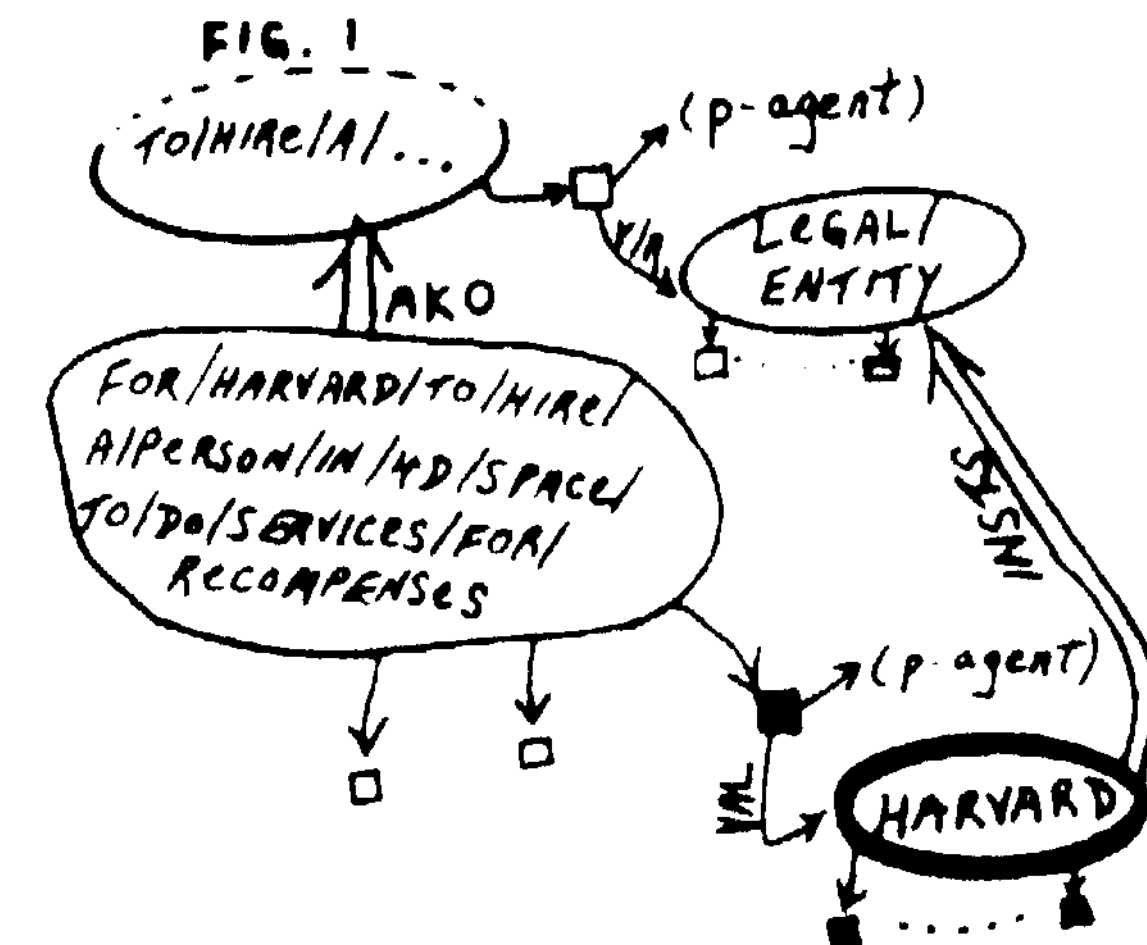 FIG. 1
TO/HIRE/A/...
(p-agent)
V/R
LEGAL/
ENTITY
AKO
FOR/HARVARD/TO/HIRE/
A/PERSON/IN/4D/SPACE/
TO/DO/SERVICES/FOR/
RECOMPENSES
(p-agent)
VAL
HARVARD